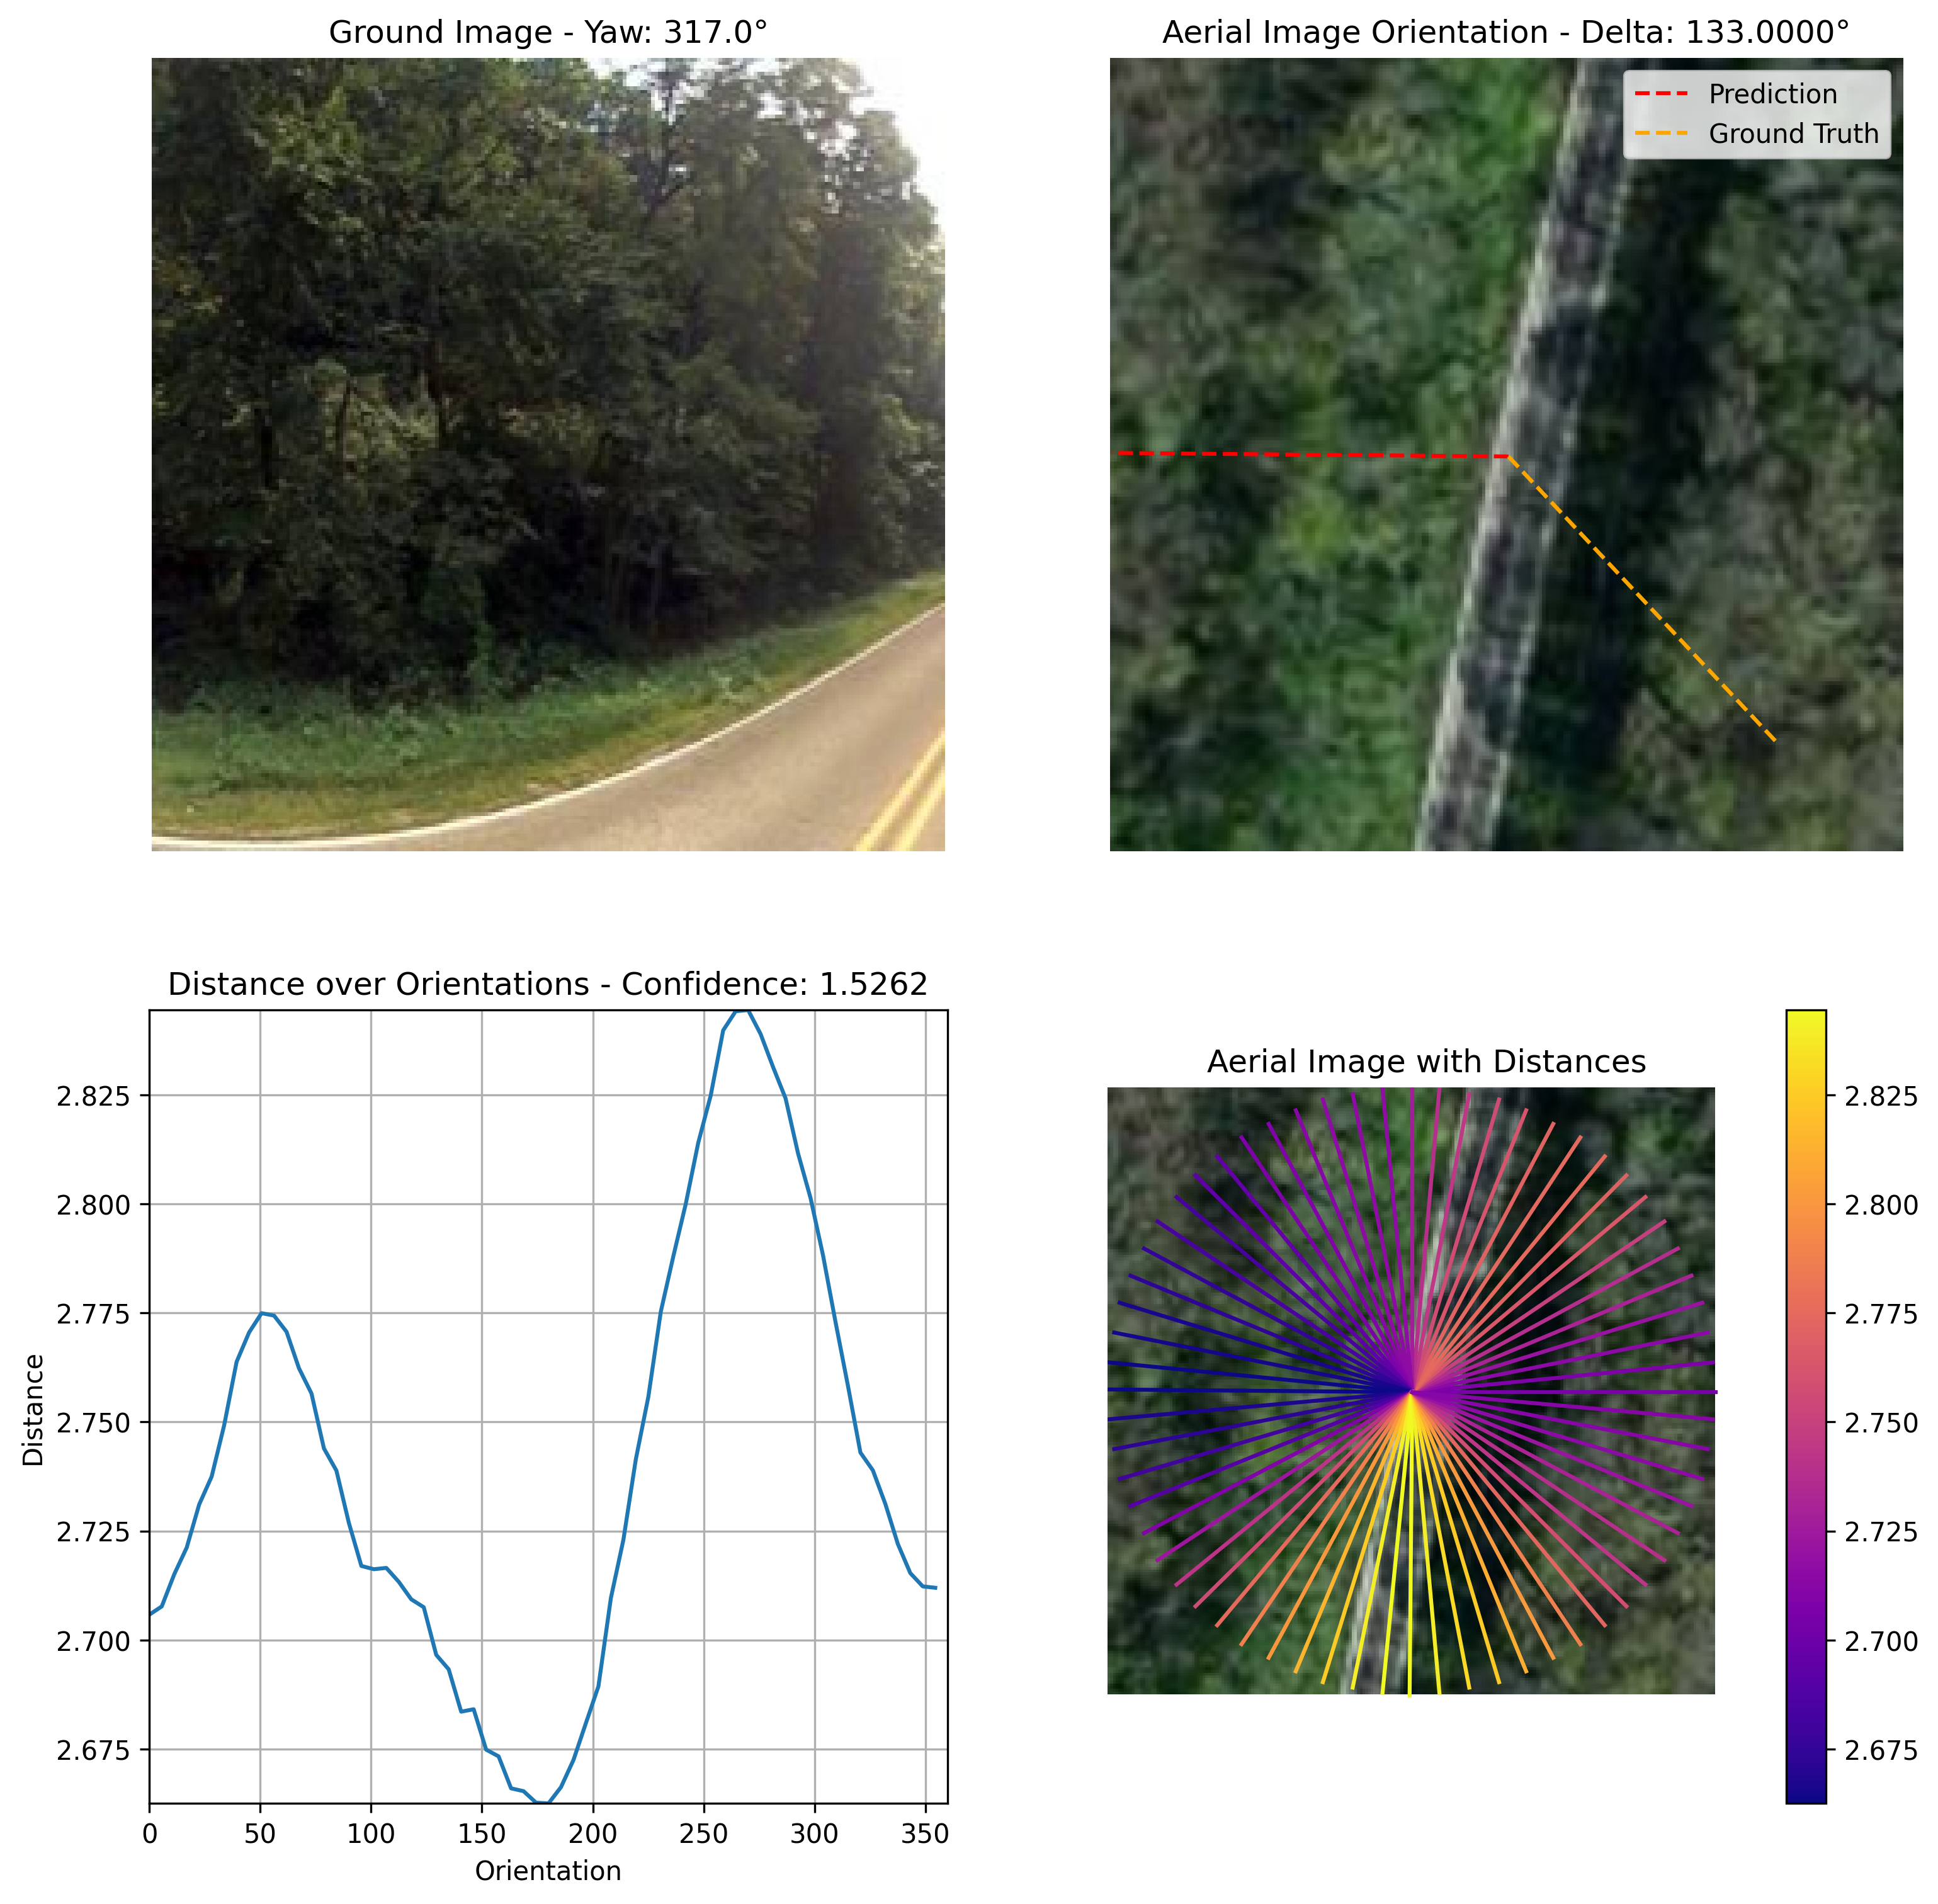 Ground Image - Yaw: 317.0°
Aerial Image Orientation - Delta: 133.0000°
Prediction
Ground Truth
Distance over Orientations - Confidence: 1.5262
2.825
2.800
2.775
2.750
2.725
2.700
2.675
Distance
0
50
100
150
200
250
300
350
Orientation
Aerial Image with Distances
2.825
2.800
2.775
2.750
2.725
2.700
2.675